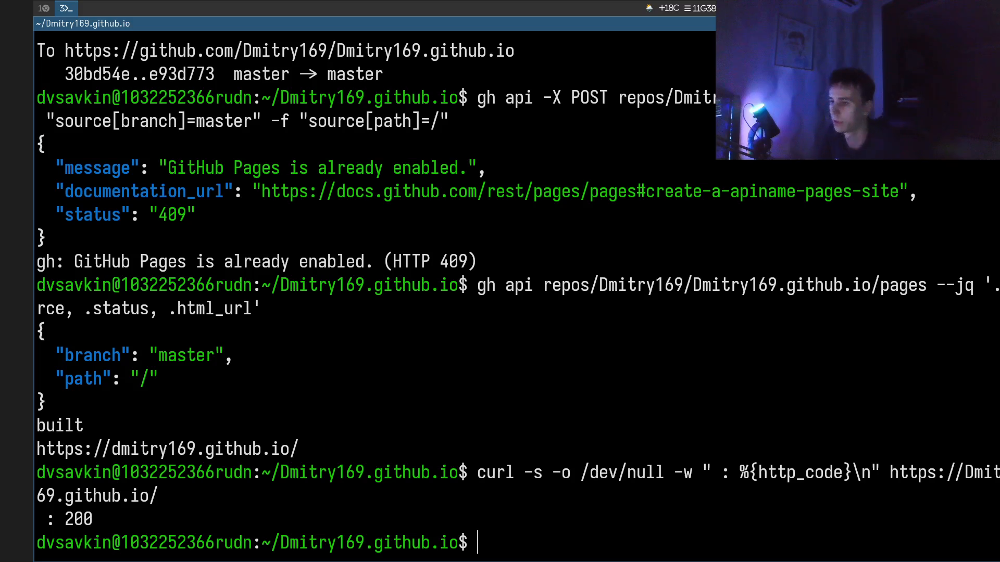 1 3 +18C 11G38
~/Dmitry169.github.io
To https://github.com/Dmitry169/Dmitry169.github.io
30bd54e..e93d773 master -> master
dvsavkin@1032252366rudn:~/Dmitry169.github.io$ gh api -X POST repos/Dmitr
"source[branch]=master" -f "source[path]=/"
{
"message": "GitHub Pages is already enabled.",
"documentation_url": "https://docs.github.com/rest/pages/pages#create-a-apiname-pages-site",
"status": "409"
}
gh: GitHub Pages is already enabled. (HTTP 409)
dvsavkin@1032252366rudn:~/Dmitry169.github.io$ gh api repos/Dmitry169/Dmitry169.github.io/pages --jq '.
rce, .status, .html_url'
{
"branch": "master",
"path": "/"
}
built
https://dmitry169.github.io/
dvsavkin@1032252366rudn:~/Dmitry169.github.io$ curl -s -o /dev/null -w " : %{http_code}\n" https://Dmit
69.github.io/
: 200
dvsavkin@1032252366rudn:~/Dmitry169.github.io$